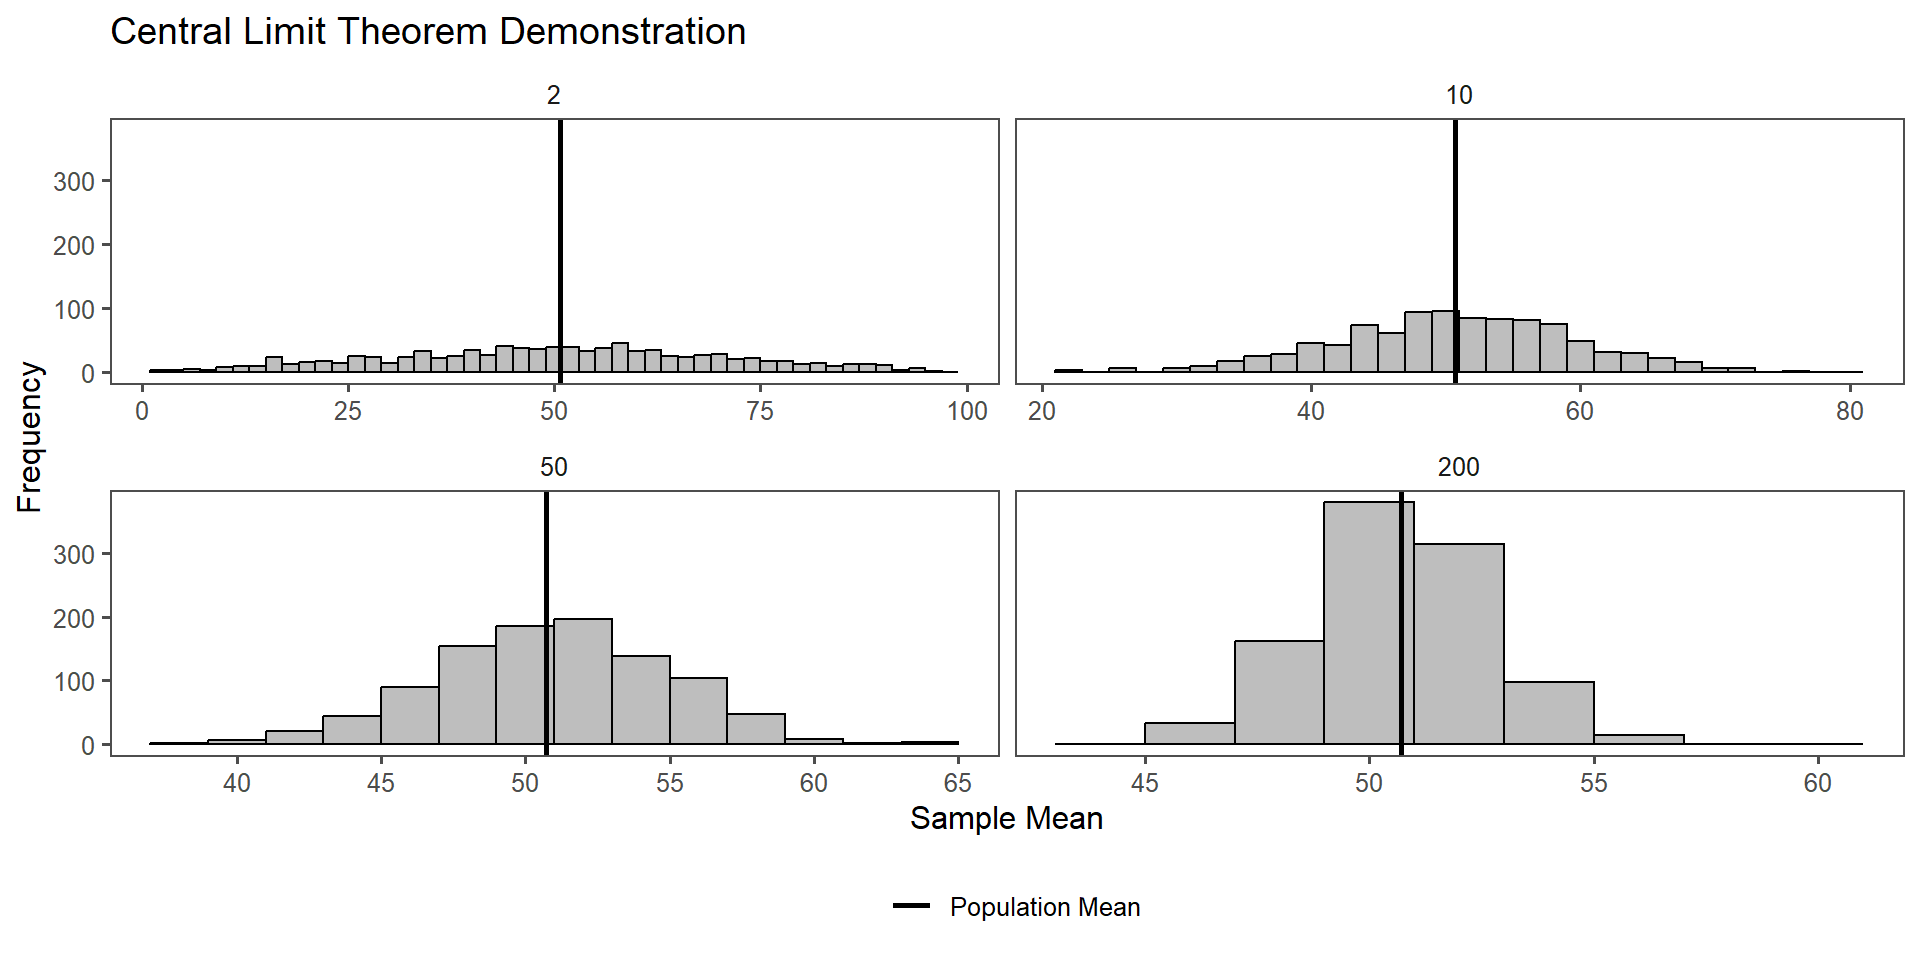 Central Limit Theorem Demonstration
2
10
300
200
100
0
0 25 50 75 100
20 40 60 80
Frequency
50
200
300
200
100
0
40 45 50 55 60 65
45 50 55 60
Sample Mean
Population Mean